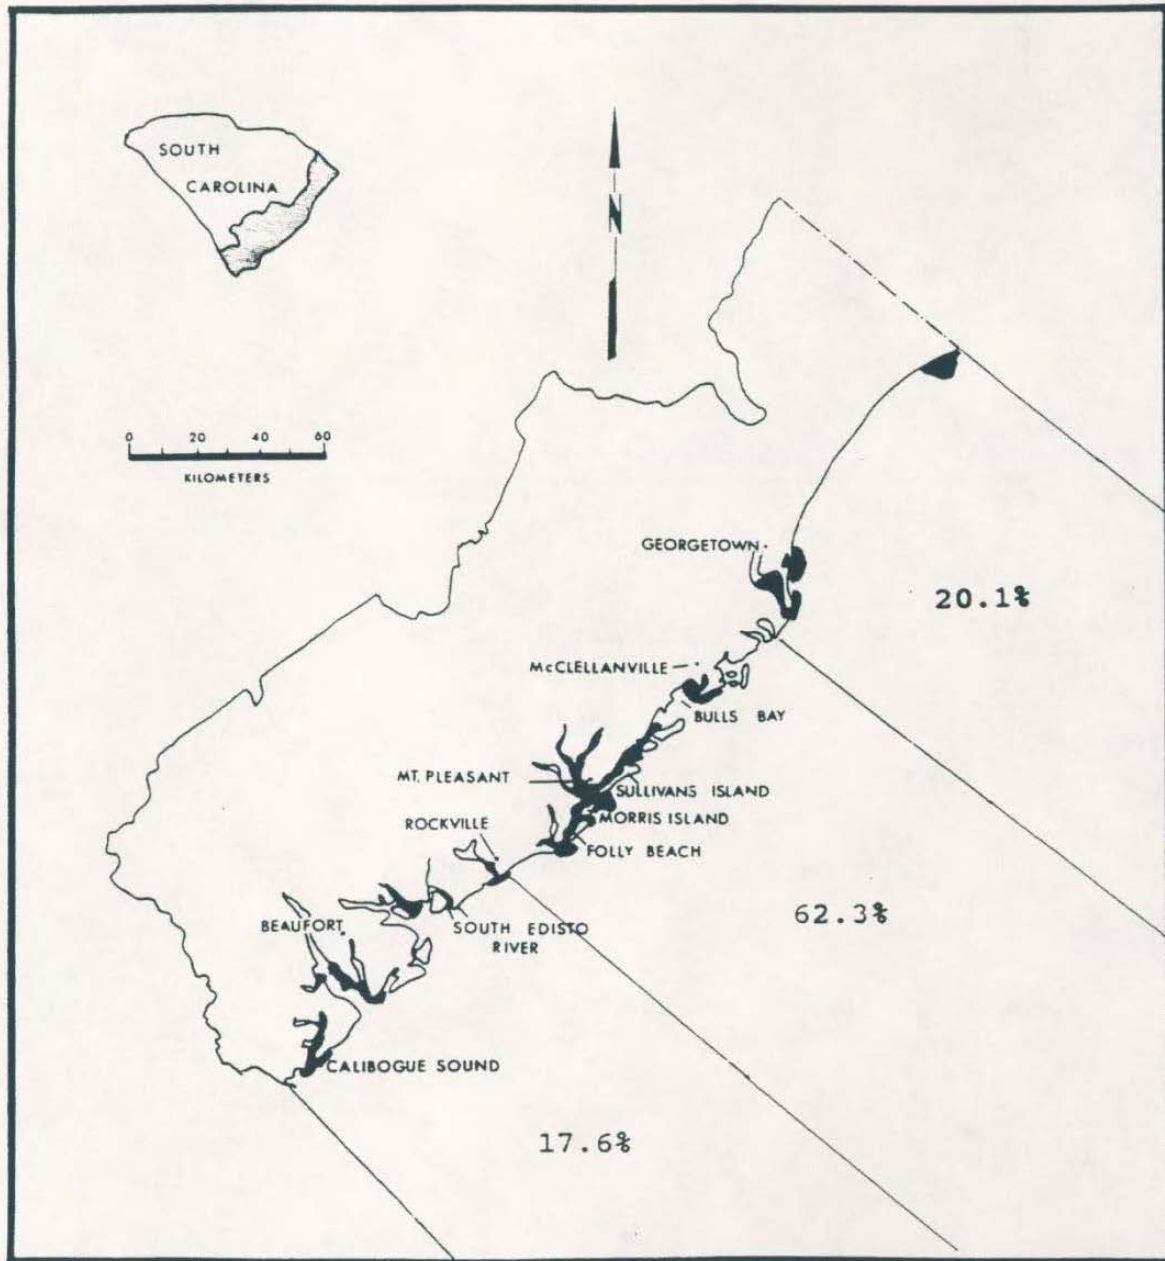 SOUTH
CAROLINA
N
0 20 40 60
KILOMETERS
GEORGETOWN
20.1%
McCLELLANVILLE
BULLS BAY
MT. PLEASANT
SULLIVANS ISLAND
MORRIS ISLAND
ROCKVILLE
FOLLY BEACH
62.3%
BEAUFORT
SOUTH EDISTO
RIVER
CALIBOGUE SOUND
17.6%